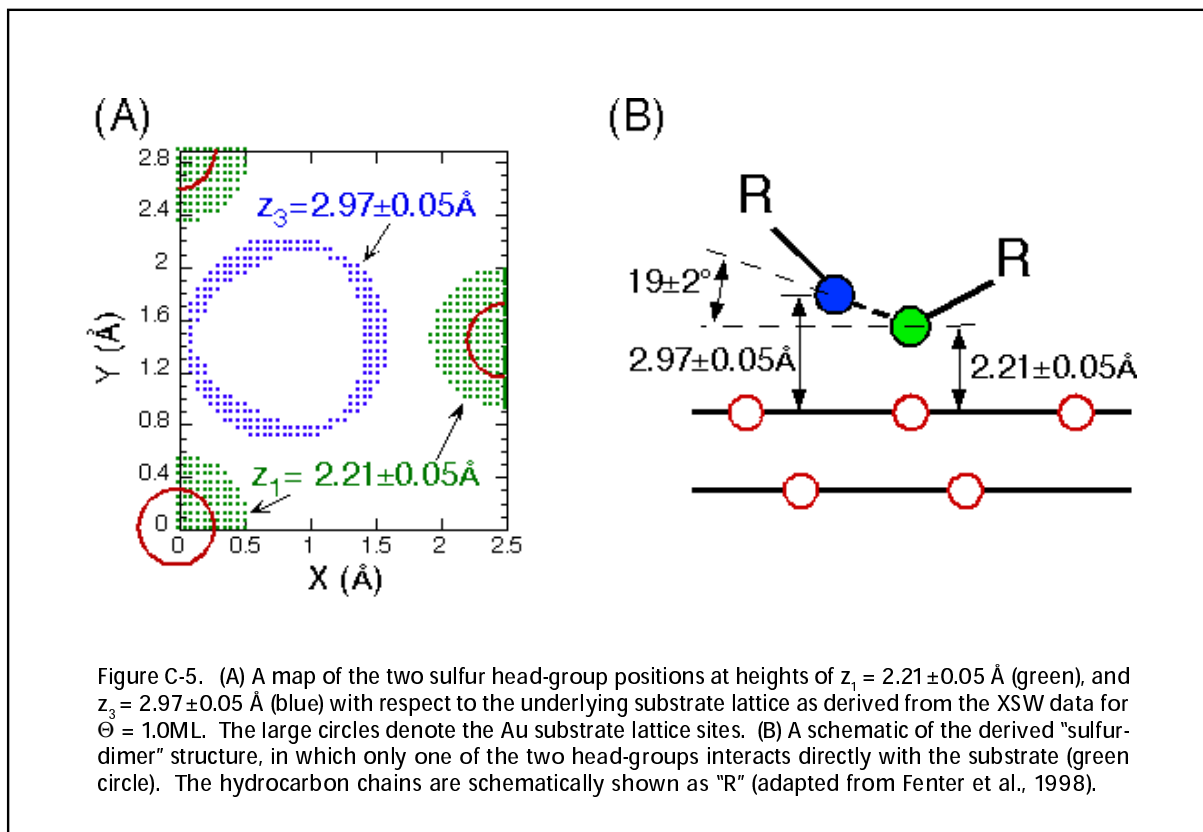 (A)
(B)
2.8
2.4
2
1.6
1.2
0.8
0.4
0
Y (Å)
z₃=2.97±0.05Å
z₁= 2.21±0.05Å
0 0.5 1 1.5 2 2.5
X (Å)
R
R
19±2°
2.97±0.05Å
2.21±0.05Å
Figure C-5. (A) A map of the two sulfur head-group positions at heights of z₁ = 2.21±0.05 Å (green), and
z₃ = 2.97±0.05 Å (blue) with respect to the underlying substrate lattice as derived from the XSW data for
Θ = 1.0ML. The large circles denote the Au substrate lattice sites. (B) A schematic of the derived "sulfur-
dimer" structure, in which only one of the two head-groups interacts directly with the substrate (green
circle). The hydrocarbon chains are schematically shown as "R" (adapted from Fenter et al., 1998).